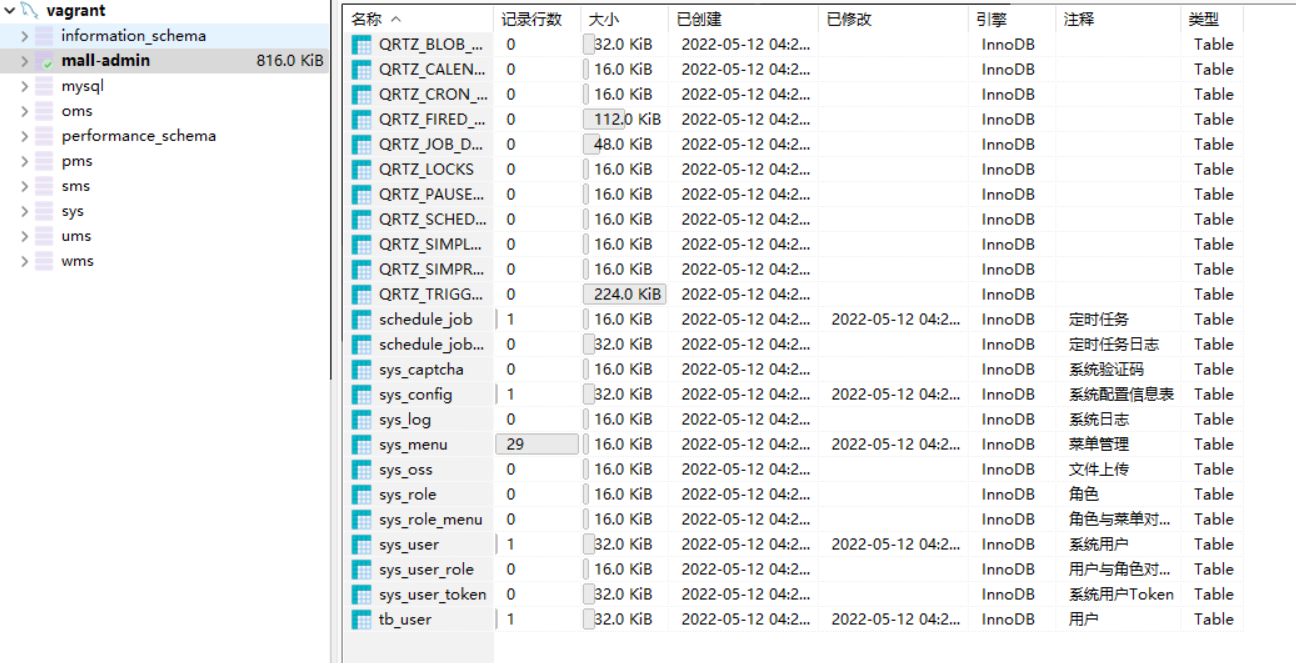 vagrant
information_schema
mall-admin 816.0 KiB
mysql
oms
performance_schema
pms
sms
sys
ums
wms
名称 记录行数 大小 已创建 已修改 引擎 注释 类型
QRTZ_BLOB_... 0 32.0 KiB 2022-05-12 04:2... InnoDB Table
QRTZ_CALEN... 0 16.0 KiB 2022-05-12 04:2... InnoDB Table
QRTZ_CRON_... 0 16.0 KiB 2022-05-12 04:2... InnoDB Table
QRTZ_FIRED_... 0 112.0 KiB 2022-05-12 04:2... InnoDB Table
QRTZ_JOB_D... 0 48.0 KiB 2022-05-12 04:2... InnoDB Table
QRTZ_LOCKS 0 16.0 KiB 2022-05-12 04:2... InnoDB Table
QRTZ_PAUSE... 0 16.0 KiB 2022-05-12 04:2... InnoDB Table
QRTZ_SCHED... 0 16.0 KiB 2022-05-12 04:2... InnoDB Table
QRTZ_SIMPL... 0 16.0 KiB 2022-05-12 04:2... InnoDB Table
QRTZ_SIMPR... 0 16.0 KiB 2022-05-12 04:2... InnoDB Table
QRTZ_TRIGG... 0 224.0 KiB 2022-05-12 04:2... InnoDB Table
schedule_job 1 16.0 KiB 2022-05-12 04:2... 2022-05-12 04:2... InnoDB 定时任务 Table
schedule_job... 0 32.0 KiB 2022-05-12 04:2... InnoDB 定时任务日志 Table
sys_captcha 0 16.0 KiB 2022-05-12 04:2... InnoDB 系统验证码 Table
sys_config 1 32.0 KiB 2022-05-12 04:2... 2022-05-12 04:2... InnoDB 系统配置信息表 Table
sys_log 0 16.0 KiB 2022-05-12 04:2... InnoDB 系统日志 Table
sys_menu 29 16.0 KiB 2022-05-12 04:2... 2022-05-12 04:2... InnoDB 菜单管理 Table
sys_oss 0 16.0 KiB 2022-05-12 04:2... InnoDB 文件上传 Table
sys_role 0 16.0 KiB 2022-05-12 04:2... InnoDB 角色 Table
sys_role_menu 0 16.0 KiB 2022-05-12 04:2... InnoDB 角色与菜单对... Table
sys_user 1 32.0 KiB 2022-05-12 04:2... 2022-05-12 04:2... InnoDB 系统用户 Table
sys_user_role 0 16.0 KiB 2022-05-12 04:2... InnoDB 用户与角色对... Table
sys_user_token 0 32.0 KiB 2022-05-12 04:2... InnoDB 系统用户Token Table
tb_user 1 32.0 KiB 2022-05-12 04:2... 2022-05-12 04:2... InnoDB 用户 Table